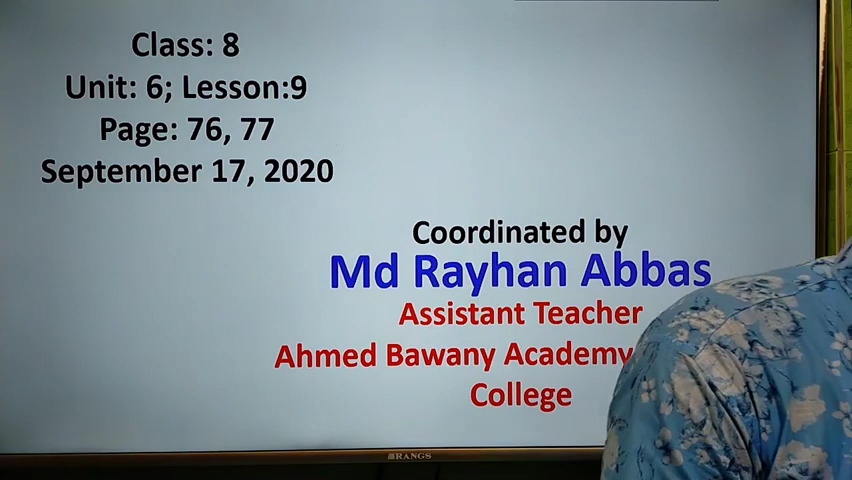 Class: 8
Unit: 6; Lesson:9
Page: 76, 77
September 17, 2020
Coordinated by
Md Rayhan Abbas
Assistant Teacher
Ahmed Bawany Academy
College
RANGS